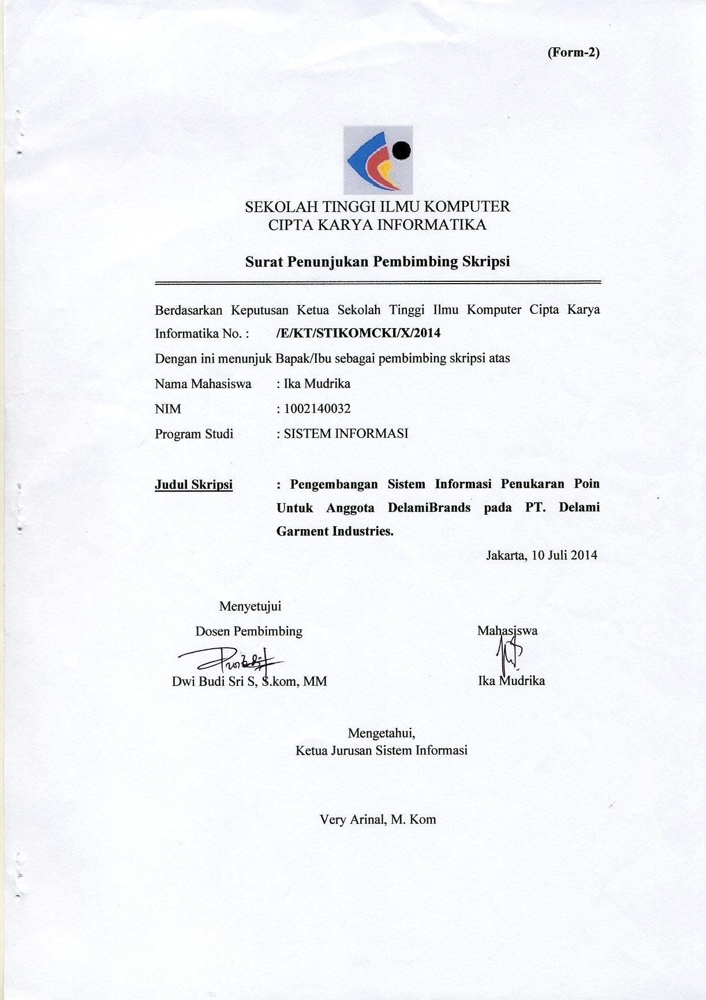 (Form-2)
SEKOLAH TINGGI ILMU KOMPUTER
CIPTA KARYA INFORMATIKA
Surat Penunjukan Pembimbing Skripsi
Berdasarkan Keputusan Ketua Sekolah Tinggi Ilmu Komputer Cipta Karya
Informatika No. : /E/KT/STIKOMCKI/X/2014
Dengan ini menunjuk Bapak/Ibu sebagai pembimbing skripsi atas
Nama Mahasiswa : Ika Mudrika
NIM : 1002140032
Program Studi : SISTEM INFORMASI
Judul Skripsi : Pengembangan Sistem Informasi Penukaran Poin
Untuk Anggota DelamiBrands pada PT. Delami
Garment Industries.
Jakarta, 10 Juli 2014
Menyetujui
Dosen Pembimbing Mahasiswa
Dwi Budi Sri S, S.kom, MM Ika Mudrika
Mengetahui,
Ketua Jurusan Sistem Informasi
Very Arinal, M. Kom